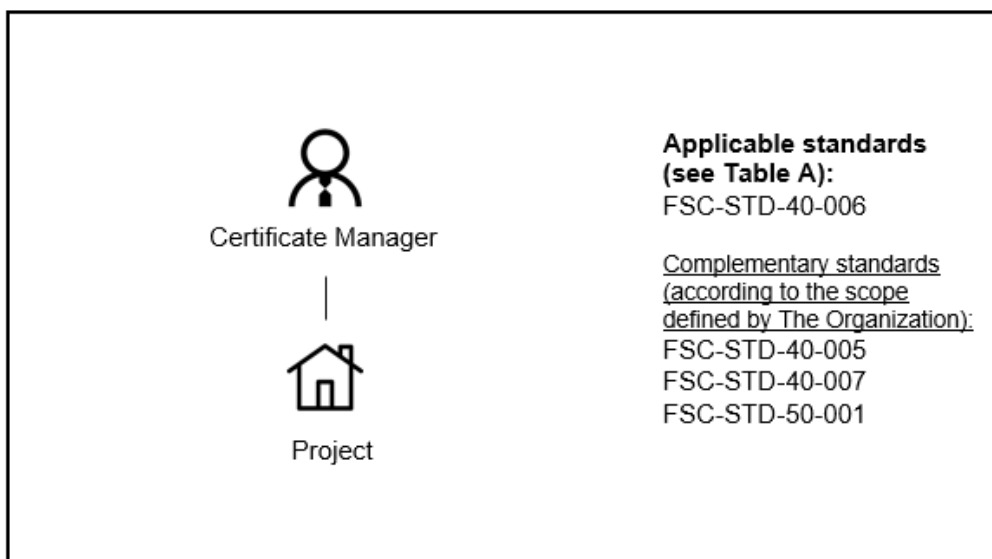 Certificate Manager
Project
Applicable standards
(see Table A):
FSC-STD-40-006
Complementary standards
(according to the scope
defined by The Organization):
FSC-STD-40-005
FSC-STD-40-007
FSC-STD-50-001